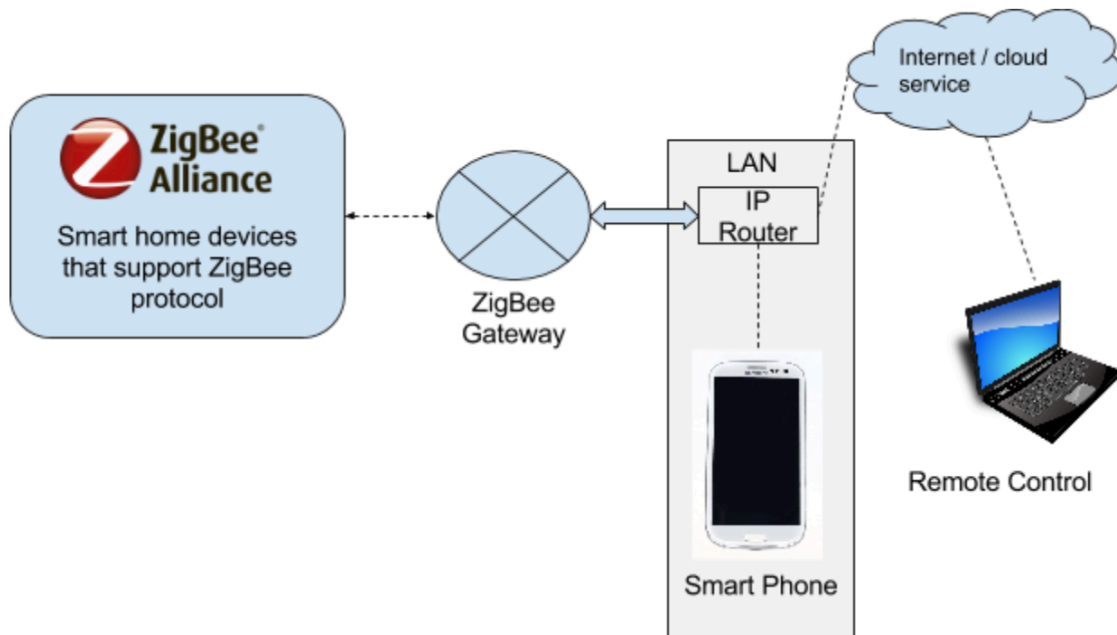 ZigBee®
Alliance
Smart home devices
that support ZigBee
protocol
ZigBee
Gateway
LAN
IP
Router
Smart Phone
Internet / cloud
service
Remote Control